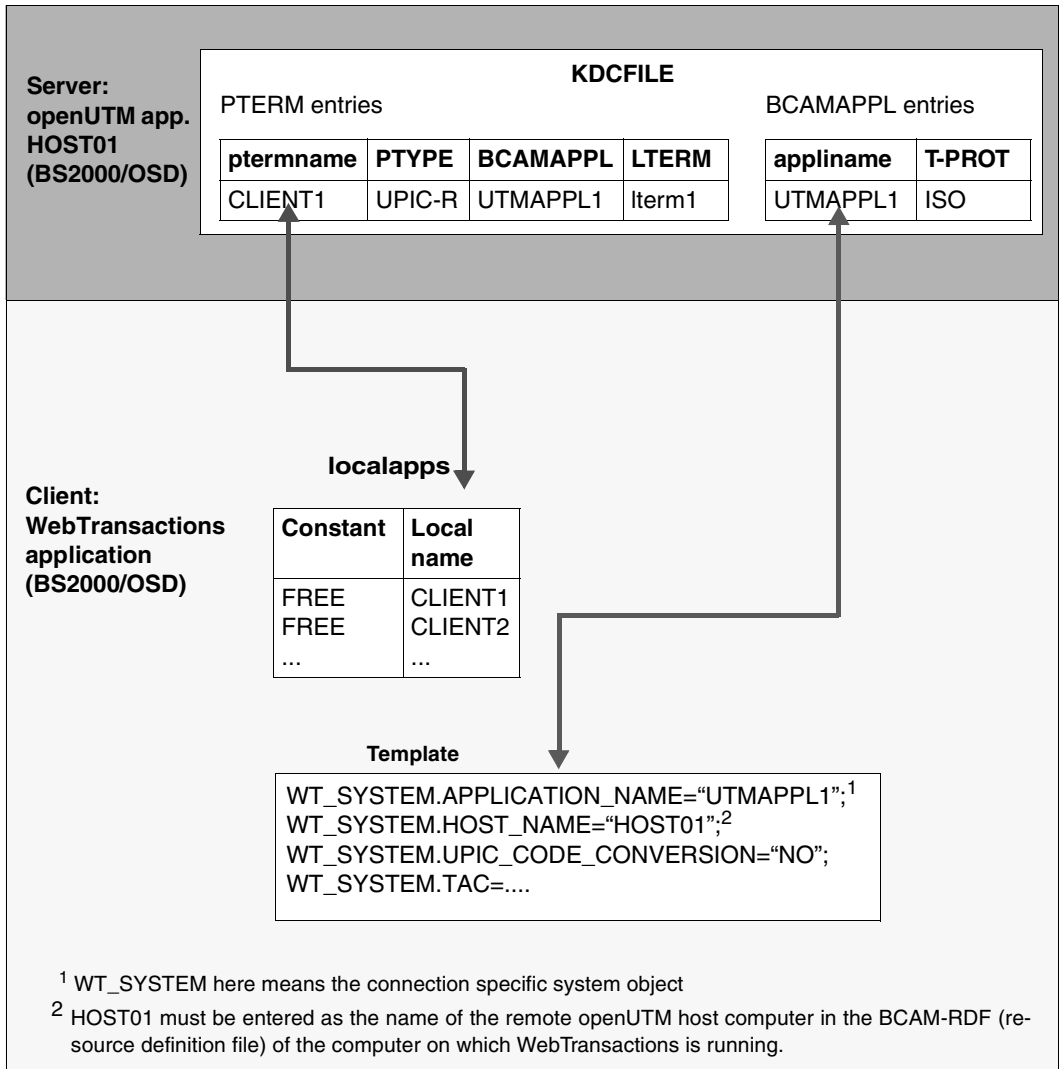 Server:
openUTM app.
HOST01
(BS2000/OSD)
KDCFILE
PTERM entries
ptermname PTYPE BCAMAPPL LTERM
CLIENT1 UPIC-R UTMAPPL1 lterm1
BCAMAPPL entries
appliname T-PROT
UTMAPPL1 ISO
Client:
WebTransactions
application
(BS2000/OSD)
localapps
Constant Local
name
FREE CLIENT1
FREE CLIENT2
... ...
Template
WT_SYSTEM.APPLICATION_NAME=“UTMAPPL1”;1
WT_SYSTEM.HOST_NAME=“HOST01”;2
WT_SYSTEM.UPIC_CODE_CONVERSION=“NO”;
WT_SYSTEM.TAC=....
1 WT_SYSTEM here means the connection specific system object
2 HOST01 must be entered as the name of the remote openUTM host computer in the BCAM-RDF (re-
source definition file) of the computer on which WebTransactions is running.